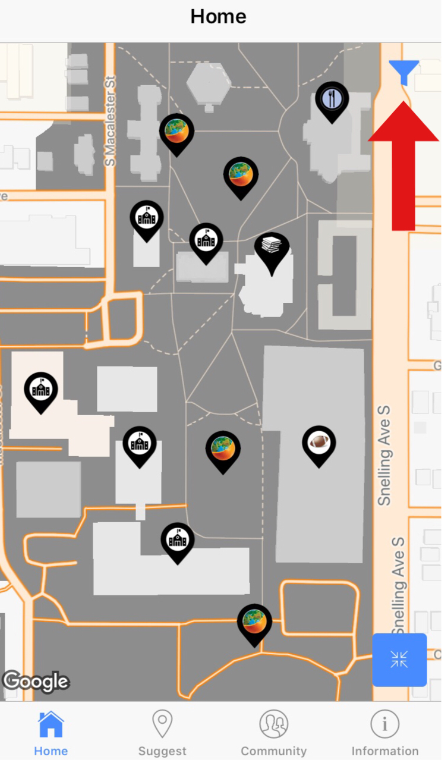 Home
S Macalester St
Snelling Ave S
Snelling Ave S
Google
Home
Suggest
Community
Information